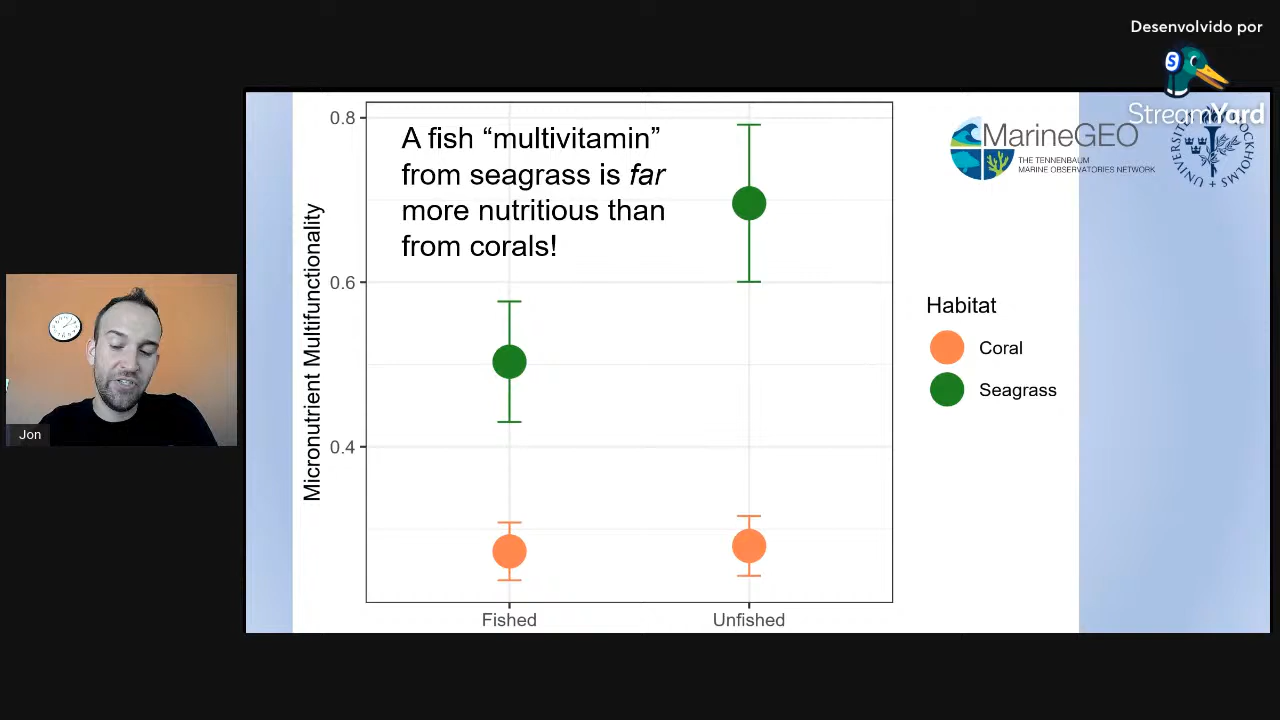 Desenvolvido por
S
StreamYard
A fish “multivitamin”
from seagrass is far
more nutritious than
from corals!
MarineGEO
THE TENNENBAUM
MARINE OBSERVATORIES NETWORK
0.8
0.6
0.4
Micronutrient Multifunctionality
Fished
Unfished
Habitat
Coral
Seagrass
Jon